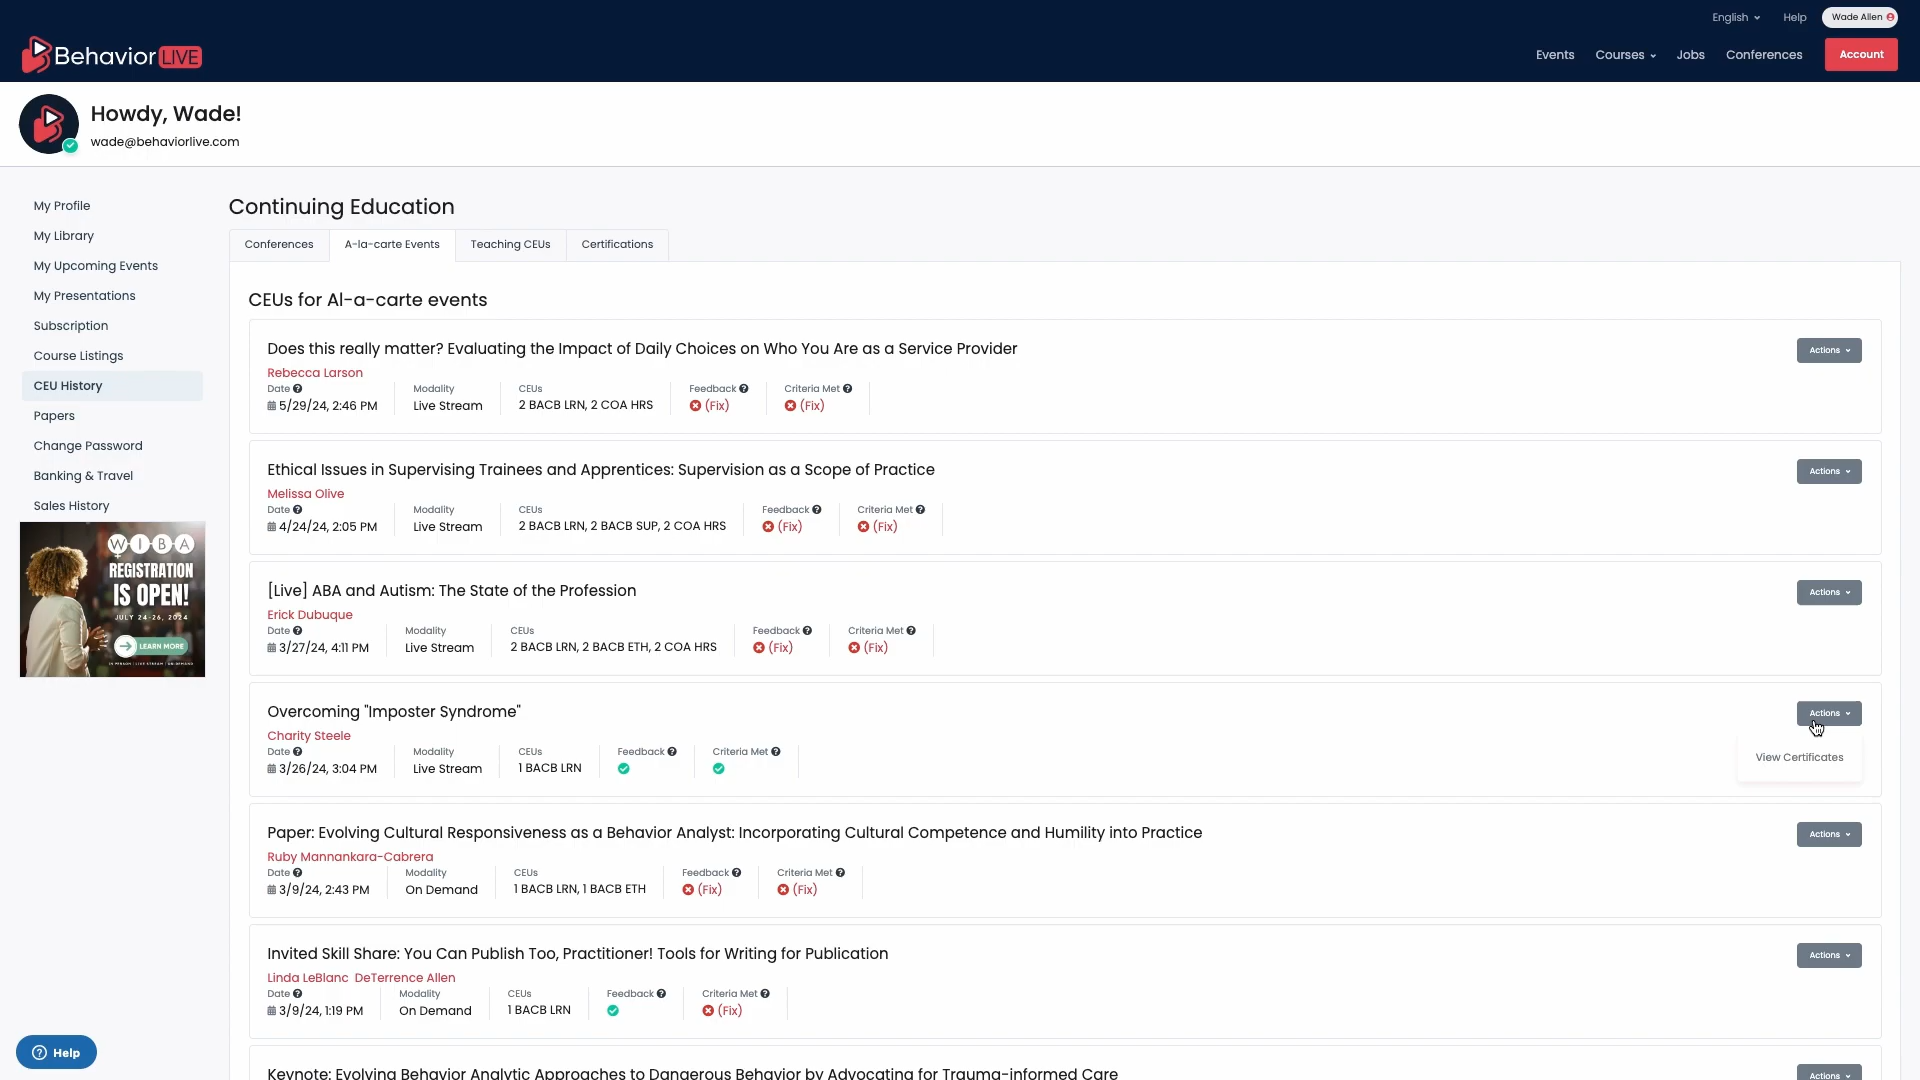 English
Help
Wade Allen
BehaviorLIVE
Events
Courses
Jobs
Conferences
Account
Howdy, Wade!
wade@behaviorlive.com
My Profile
My Library
My Upcoming Events
My Presentations
Subscription
Course Listings
CEU History
Papers
Change Password
Banking & Travel
Sales History
WIBA
REGISTRATION
IS OPEN!
JULY 24-26, 2024
LEARN MORE
IN PERSON | LIVE STREAM | ON DEMAND
Help
Continuing Education
Conferences
A-la-carte Events
Teaching CEUs
Certifications
CEUs for Al-a-carte events
Does this really matter? Evaluating the Impact of Daily Choices on Who You Are as a Service Provider
Actions
Rebecca Larson
Date Modality CEUs Feedback Criteria Met
5/29/24, 2:46 PM Live Stream 2 BACB LRN, 2 COA HRS (Fix) (Fix)
Ethical Issues in Supervising Trainees and Apprentices: Supervision as a Scope of Practice
Actions
Melissa Olive
Date Modality CEUs Feedback Criteria Met
4/24/24, 2:05 PM Live Stream 2 BACB LRN, 2 BACB SUP, 2 COA HRS (Fix) (Fix)
[Live] ABA and Autism: The State of the Profession
Actions
Erick Dubuque
Date Modality CEUs Feedback Criteria Met
3/27/24, 4:11 PM Live Stream 2 BACB LRN, 2 BACB ETH, 2 COA HRS (Fix) (Fix)
Overcoming "Imposter Syndrome"
Actions
Charity Steele
Date Modality CEUs Feedback Criteria Met
3/26/24, 3:04 PM Live Stream 1 BACB LRN
View Certificates
Paper: Evolving Cultural Responsiveness as a Behavior Analyst: Incorporating Cultural Competence and Humility into Practice
Actions
Ruby Mannankara-Cabrera
Date Modality CEUs Feedback Criteria Met
3/9/24, 2:43 PM On Demand 1 BACB LRN, 1 BACB ETH (Fix) (Fix)
Invited Skill Share: You Can Publish Too, Practitioner! Tools for Writing for Publication
Actions
Linda LeBlanc DeTerrence Allen
Date Modality CEUs Feedback Criteria Met
3/9/24, 1:19 PM On Demand 1 BACB LRN (Fix)
Keynote: Evolving Behavior Analytic Approaches to Dangerous Behavior by Advocating for Trauma-informed Care
Actions